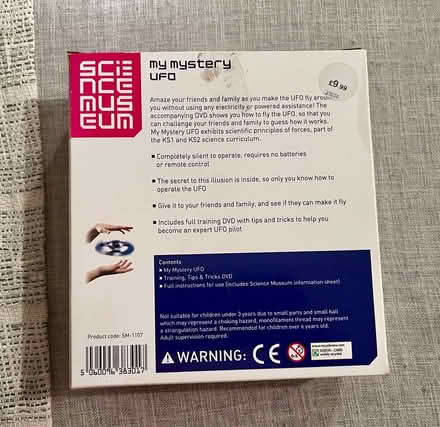 SCIE
NCE
MUS
EUM
my mystery
UFO
£9.99
Amaze your friends and family as you make the UFO fly around
you without using any electricity or powered assistance! The
accompanying DVD shows you how to fly the UFO, so that you
can challenge your friends and family to guess how it works.
My Mystery UFO exhibits scientific principles of forces, part of
the KS1 and KS2 science curriculum.
• Completely silent to operate, requires no batteries
or remote control
• The secret to this illusion is inside, so only you know how to
operate the UFO
• Give it to your friends and family, and see if they can make it fly
• Includes full training DVD with tips and tricks to help you
become an expert UFO pilot
Contents
• My Mystery UFO
• Training, Tips & Tricks DVD
• Full instructions for use (includes Science Museum information sheet)
Not suitable for children under 3 years due to small parts and small ball
which may represent a choking hazard, monofilament thread may represent
a strangulation hazard. Recommended for children over 6 years old.
Adult supervision required.
Product code: SM-1107
5 060096 383017
WARNING: CE
0-3